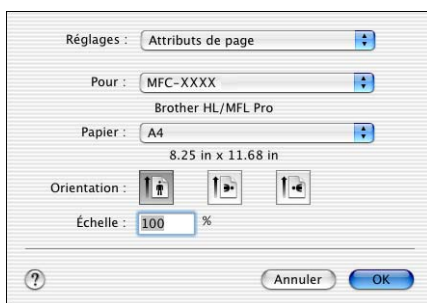 Réglages : Attributs de page
Pour : MFC-XXXX
Brother HL/MFL Pro
Papier : A4
8.25 in x 11.68 in
Orientation :
Échelle : 100 %
? Annuler OK